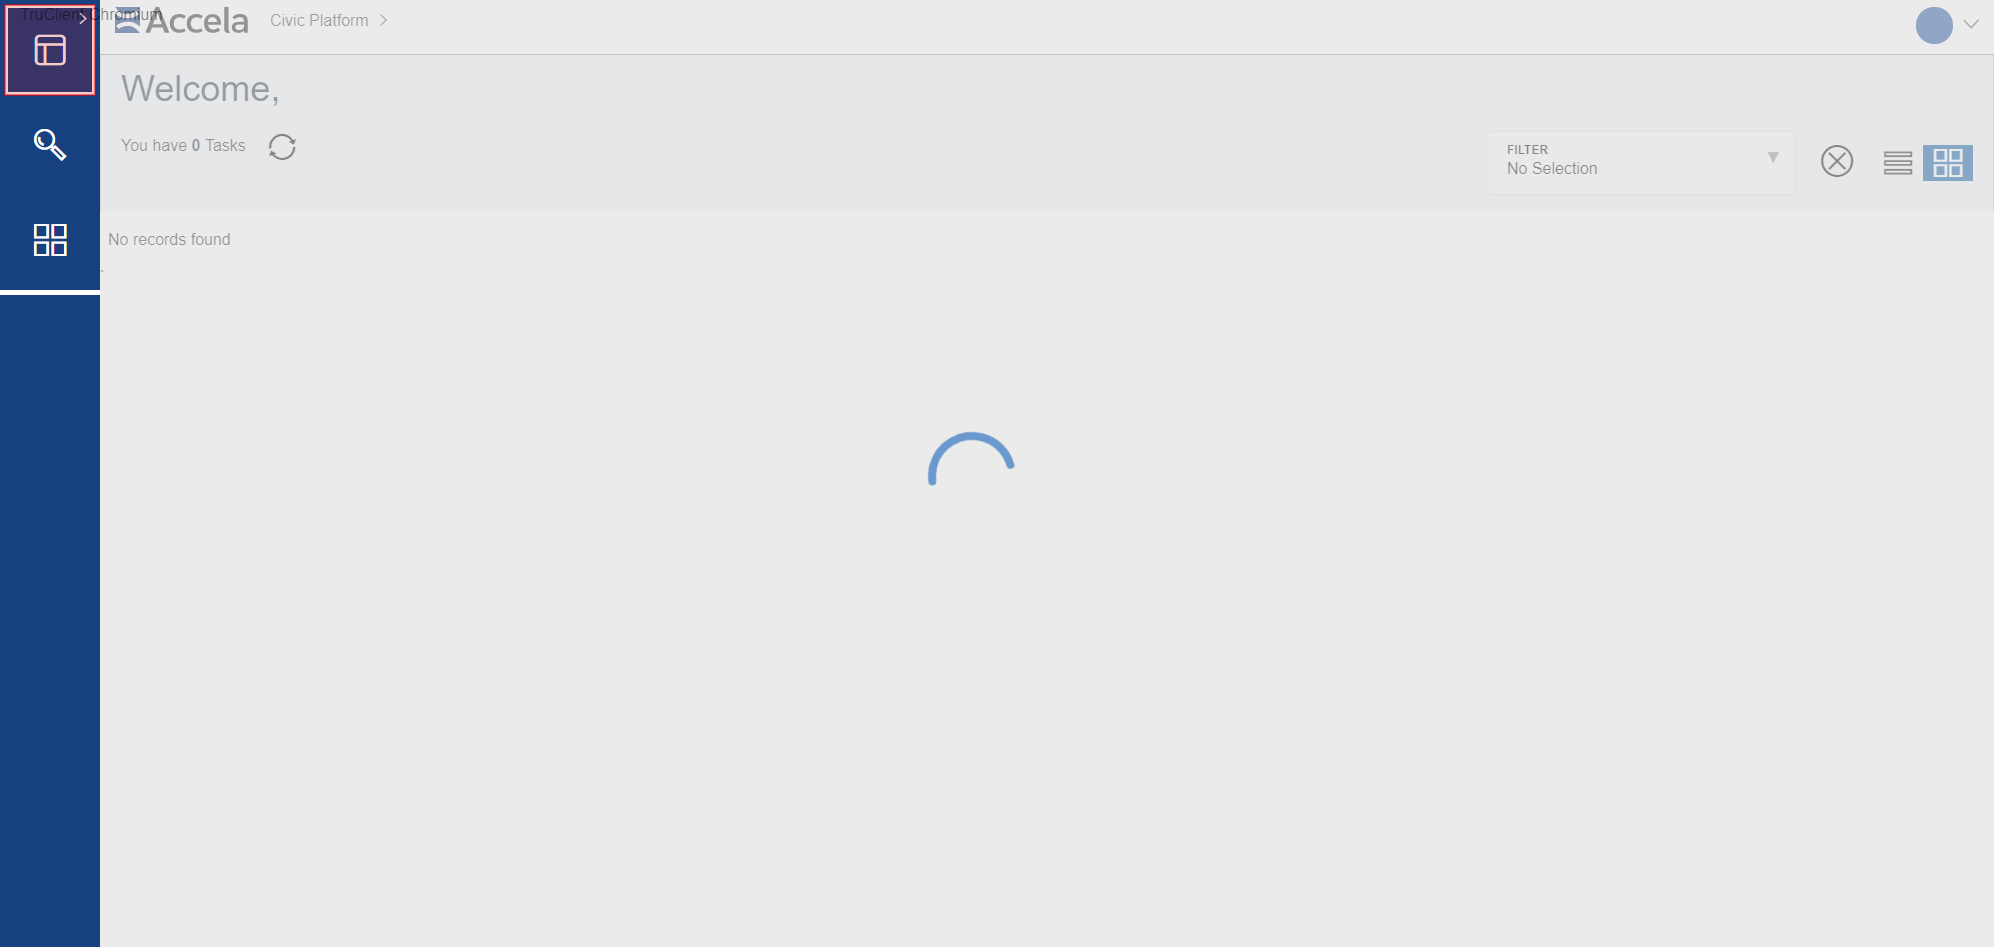 TruClient Chromium
Accela
Civic Platform
Welcome,
You have 0 Tasks
FILTER
No Selection
No records found
.